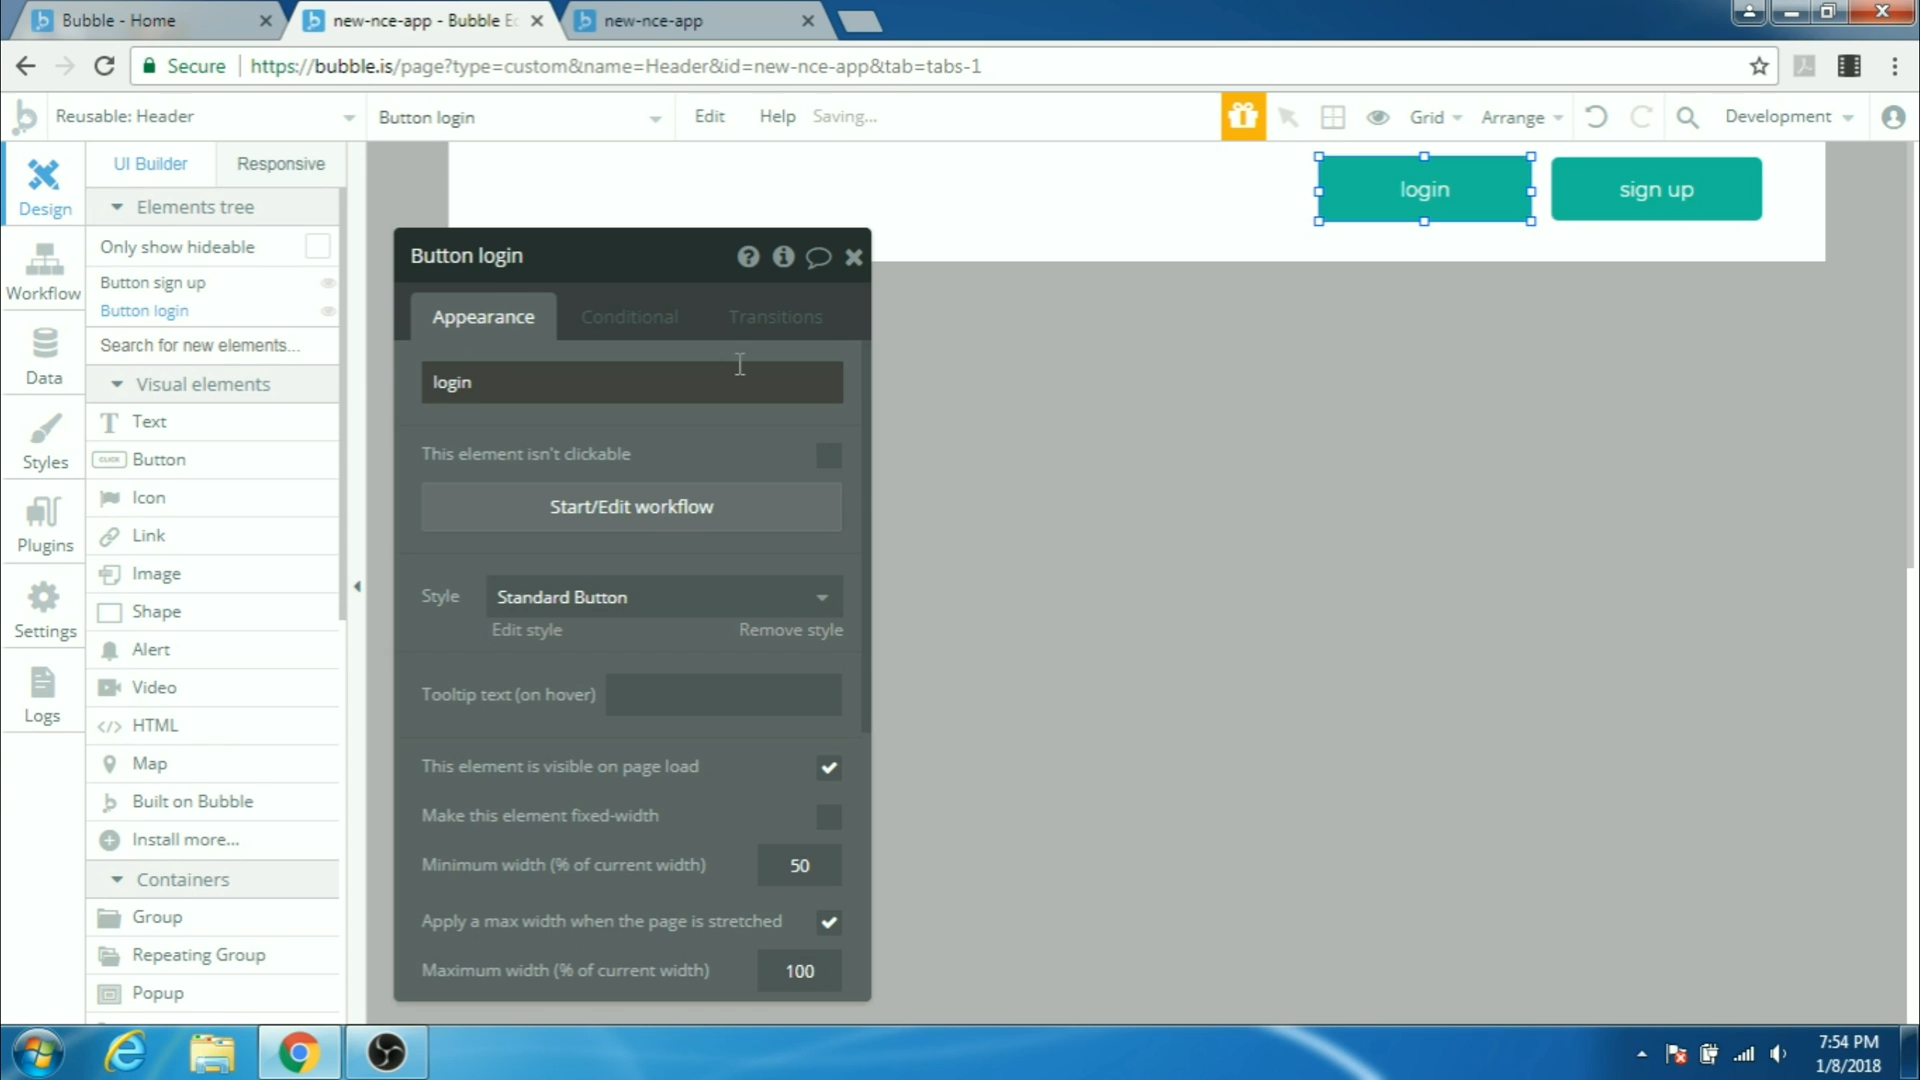 Bubble - Home
new-nce-app - Bubble Ec
new-nce-app
Secure
https://bubble.is/page?type=custom&name=Header&id=new-nce-app&tab=tabs-1
Reusable: Header
Button login
Edit
Help
Saving...
Grid
Arrange
Development
Design
Workflow
Data
Styles
Plugins
Settings
Logs
UI Builder
Responsive
Elements tree
Only show hideable
Button sign up
Button login
Search for new elements...
Visual elements
Text
CLICK Button
Icon
Link
Image
Shape
Alert
Video
</> HTML
Map
Built on Bubble
Install more...
Containers
Group
Repeating Group
Popup
login
sign up
Button login
Appearance
Conditional
Transitions
login
This element isn't clickable
Start/Edit workflow
Style
Standard Button
Edit style
Remove style
Tooltip text (on hover)
This element is visible on page load
Make this element fixed-width
Minimum width (% of current width)
50
Apply a max width when the page is stretched
Maximum width (% of current width)
100
7:54 PM
1/8/2018